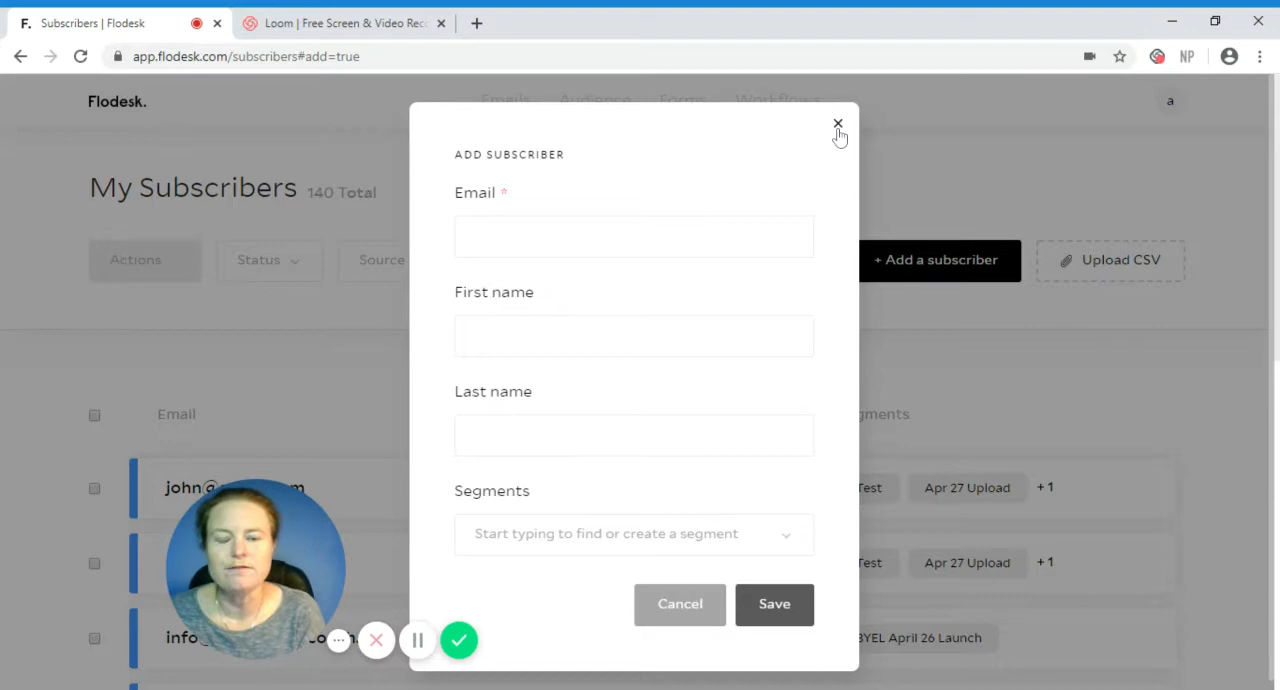 F. Subscribers | Flodesk
Loom | Free Screen & Video Rec
app.flodesk.com/subscribers#add=true
NP
Flodesk.
Emails Audience Forms Workflows
a
My Subscribers 140 Total
Actions
Status
Source
+ Add a subscriber
Upload CSV
ADD SUBSCRIBER
Email *
First name
Last name
Segments
Start typing to find or create a segment
Cancel
Save
Email
gments
john@
Test
Apr 27 Upload
+1
Test
Apr 27 Upload
+1
info
BYEL April 26 Launch